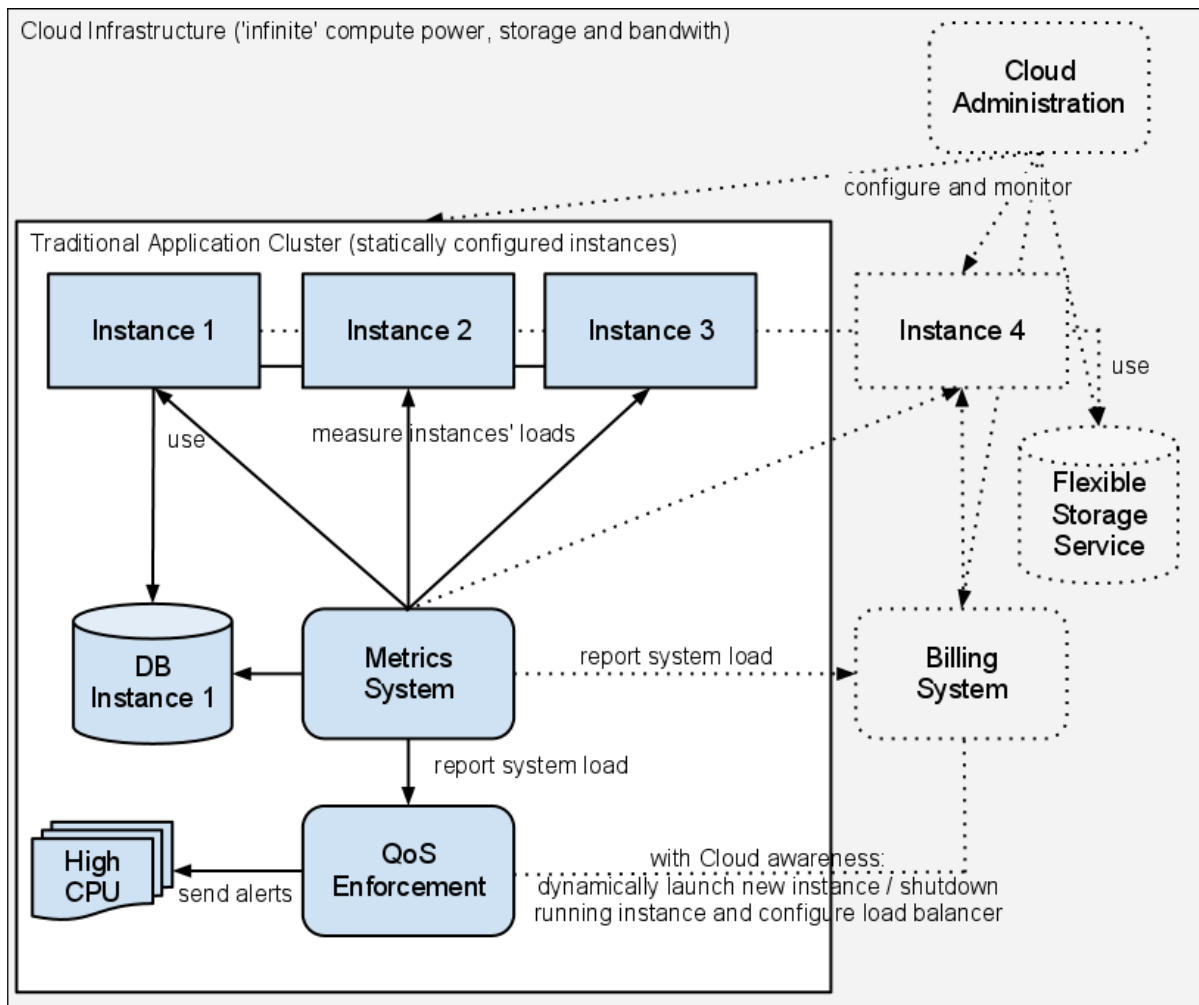 Cloud Infrastructure ('infinite' compute power, storage and bandwith)
Cloud
Administration
configure and monitor
Traditional Application Cluster (statically configured instances)
Instance 1
Instance 2
Instance 3
Instance 4
use
use
measure instances' loads
Flexible
Storage
Service
DB
Instance 1
Metrics
System
report system load
Billing
System
report system load
High
CPU
send alerts
QoS
Enforcement
with Cloud awareness:
dynamically launch new instance / shutdown
running instance and configure load balancer